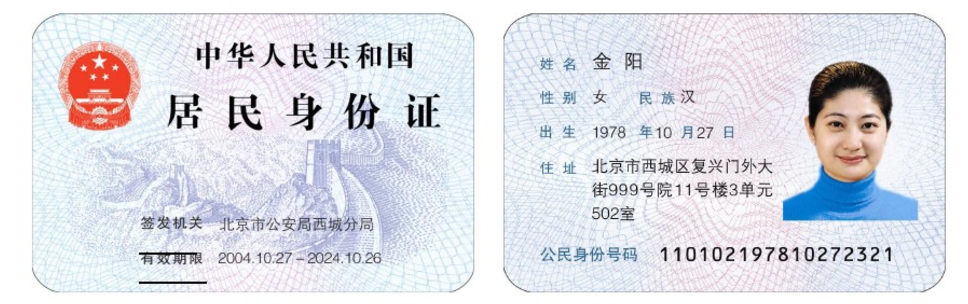 中华人民共和国
居民身份证
签发机关 北京市公安局西城分局
有效期限 2004.10.27－2024.10.26
姓名 金阳
性别 女 民族 汉
出生 1978 年 10 月 27 日
住址 北京市西城区复兴门外大
街999号院11号楼3单元
502室
公民身份号码 110102197810272321